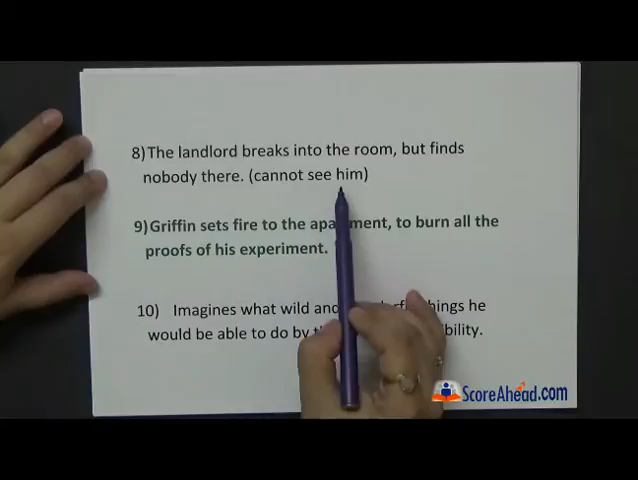 8)The landlord breaks into the room, but finds
nobody there. (cannot see him)
9)Griffin sets fire to the apa ment, to burn all the
proofs of his experiment.
10) Imagines what wild and things he
would be able to do by bility.
ScoreAhead.com